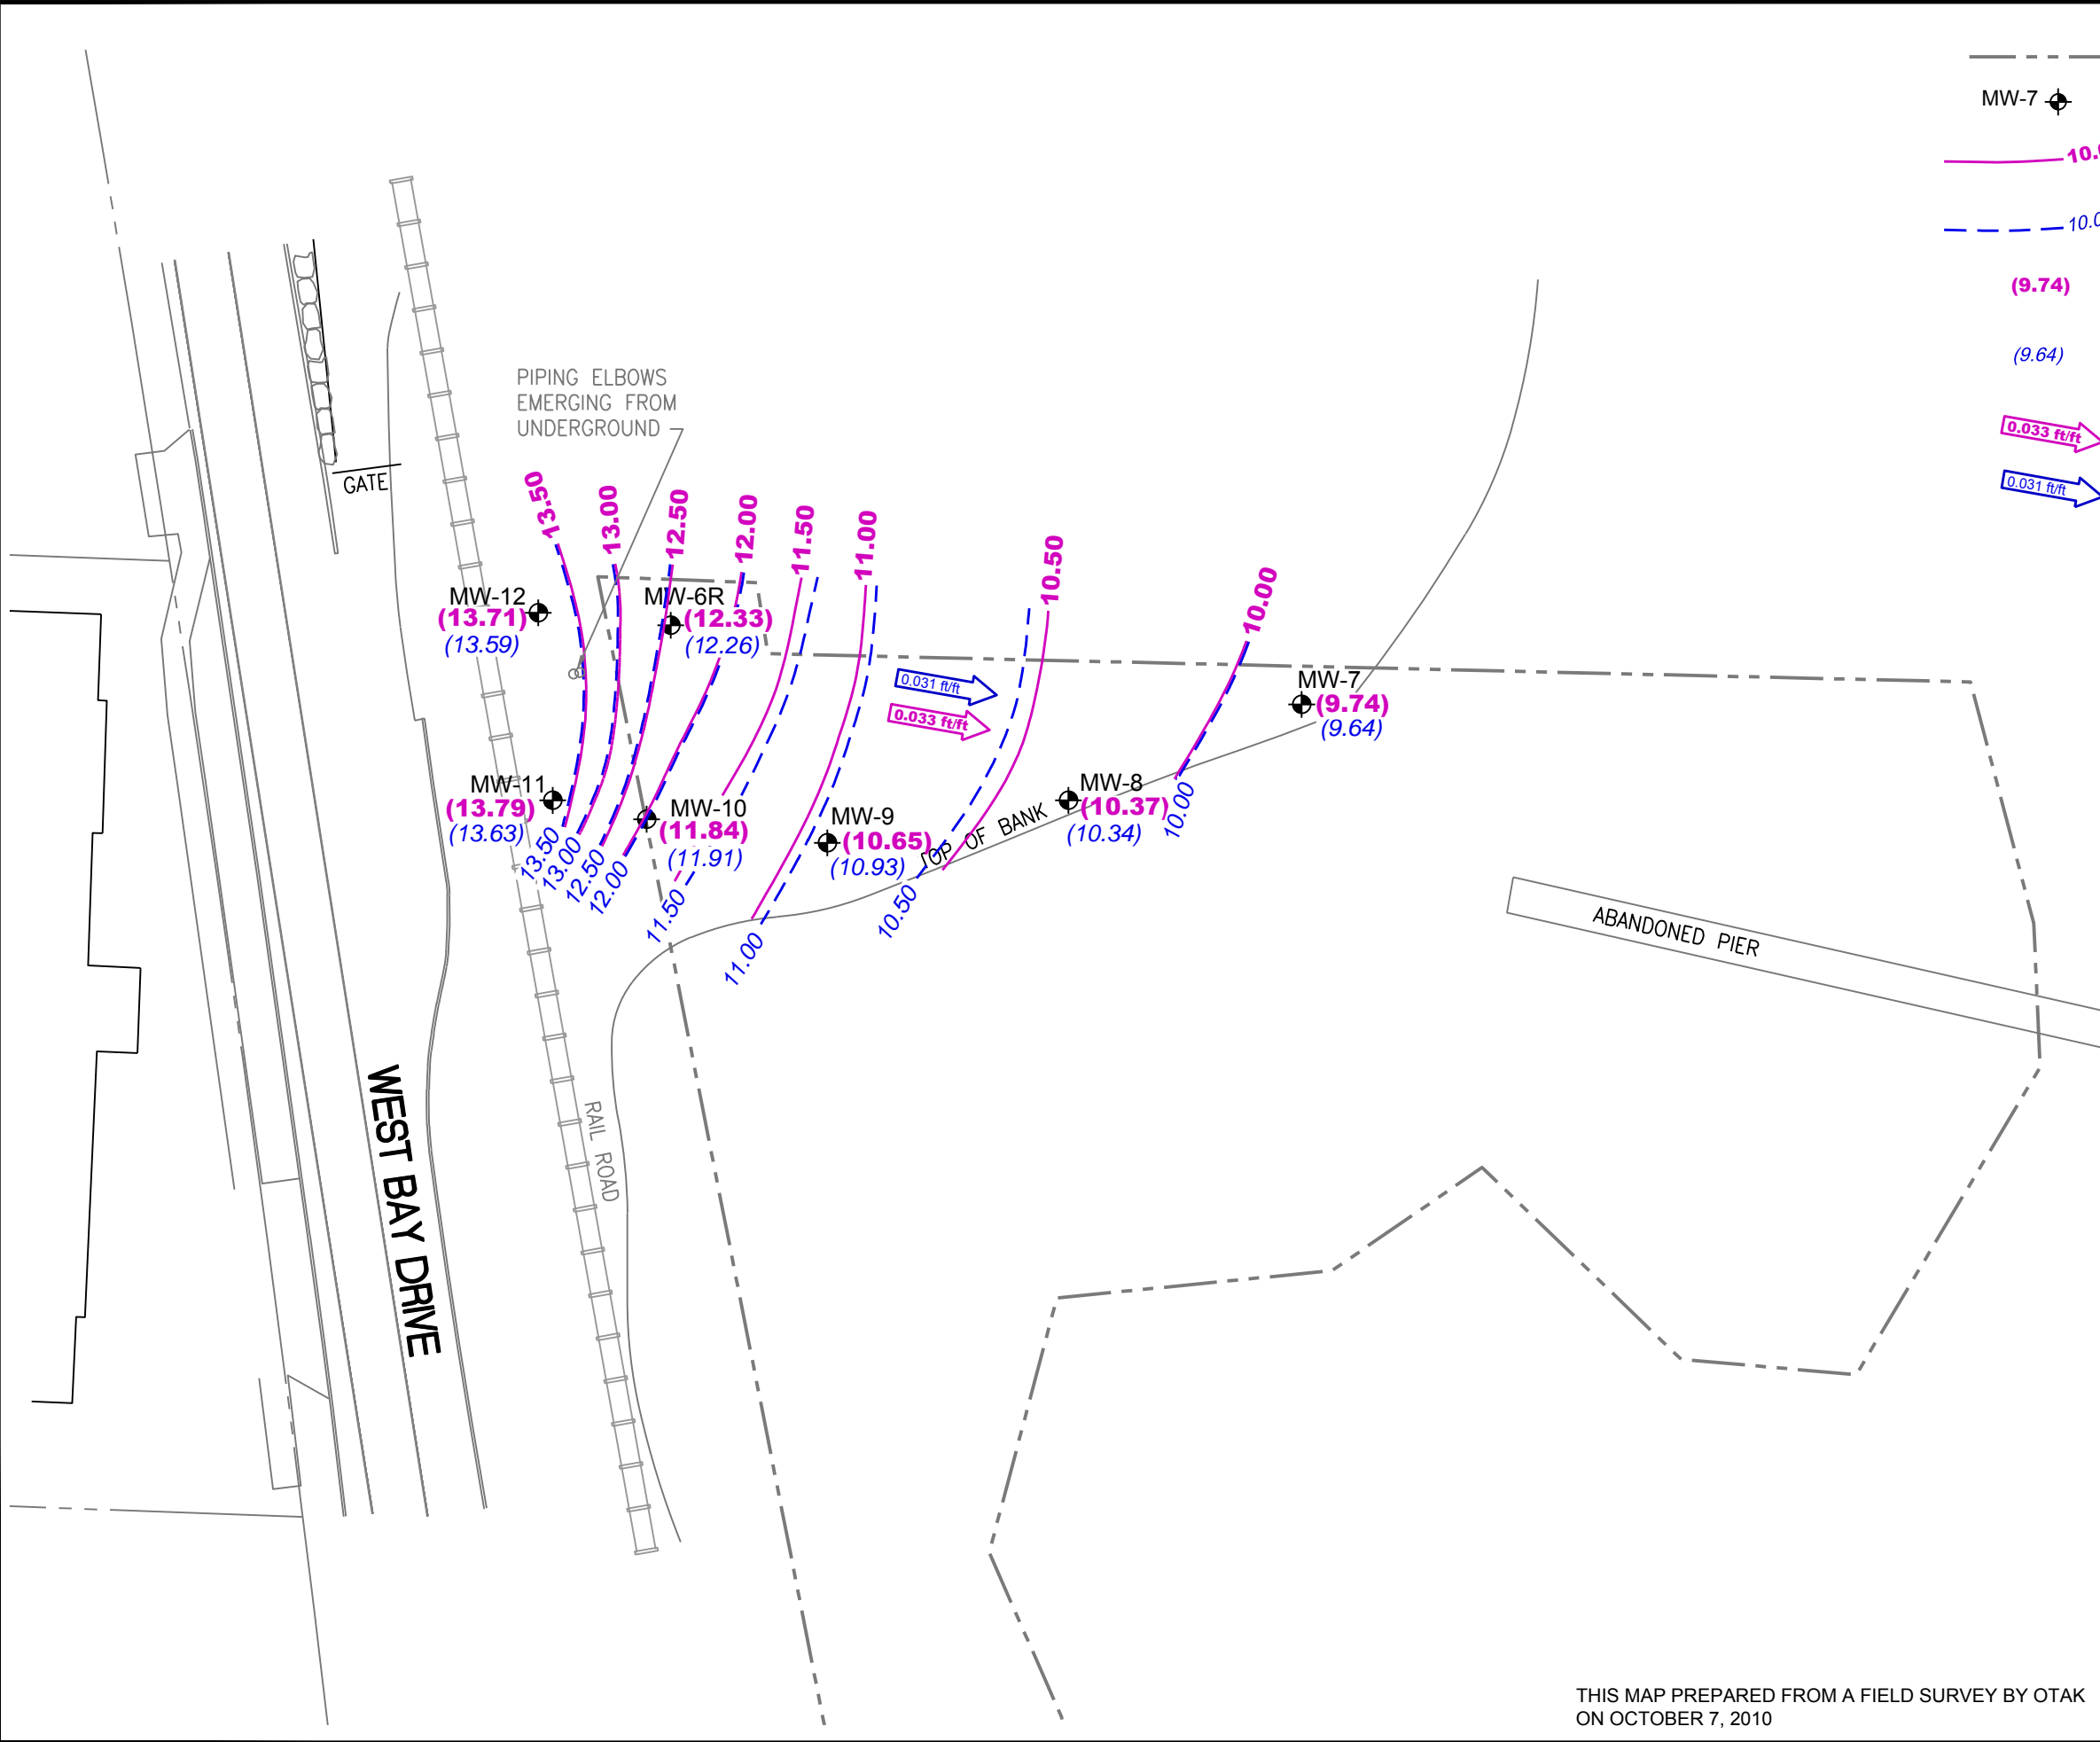 MW-7
(9.74)
(9.64)
0.033 ft/ft
0.031 ft/ft
PIPING ELBOWS
EMERGING FROM
UNDERGROUND
GATE
13.50
13.00
12.50
12.00
11.50
11.00
10.50
10.00
MW-12
(13.71)
(13.59)
MW-6R
(12.33)
(12.26)
0.031 ft/ft
0.033 ft/ft
MW-7
(9.74)
(9.64)
MW-11
(13.79)
(13.63)
MW-10
(11.84)
(11.91)
MW-9
(10.65)
(10.93)
MW-8
(10.37)
(10.34)
TOP OF BANK
13.50
13.00
12.50
12.00
11.50
11.00
10.50
10.00
ABANDONED PIER
WEST BAY DRIVE
RAIL ROAD
THIS MAP PREPARED FROM A FIELD SURVEY BY OTAK
ON OCTOBER 7, 2010